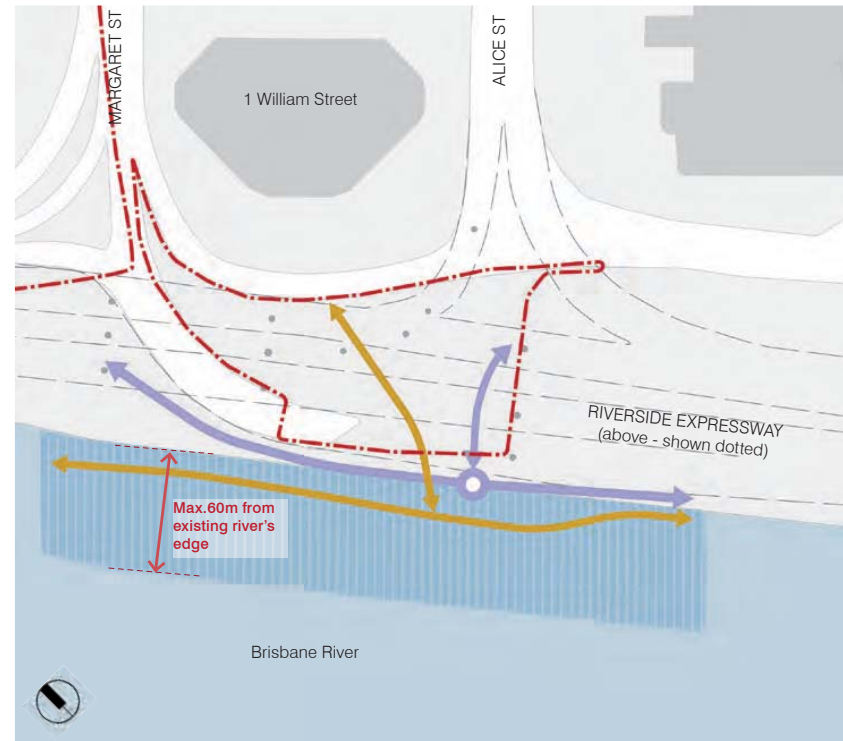 MARGARET ST
ALICE ST
1 William Street
RIVERSIDE EXPRESSWAY
(above - shown dotted)
Max.60m from
existing river's
edge
Brisbane River